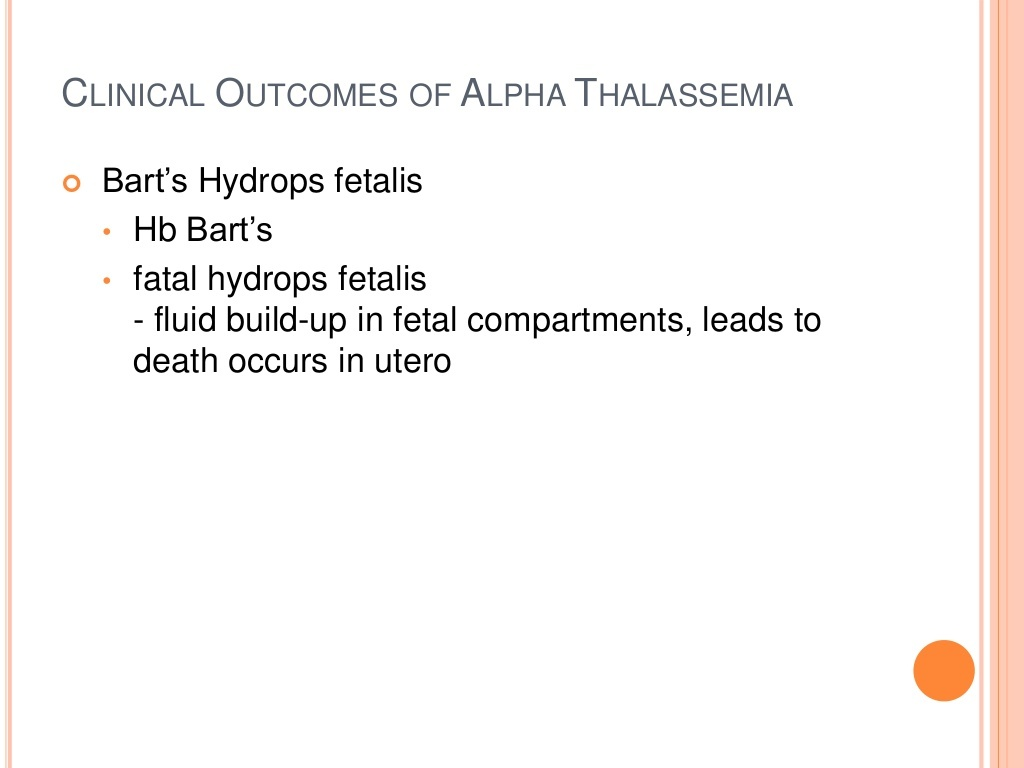 Clinical Outcomes of Alpha Thalassemia
Bart's Hydrops fetalis
Hb Bart's
fatal hydrops fetalis
- fluid build-up in fetal compartments, leads to
death occurs in utero